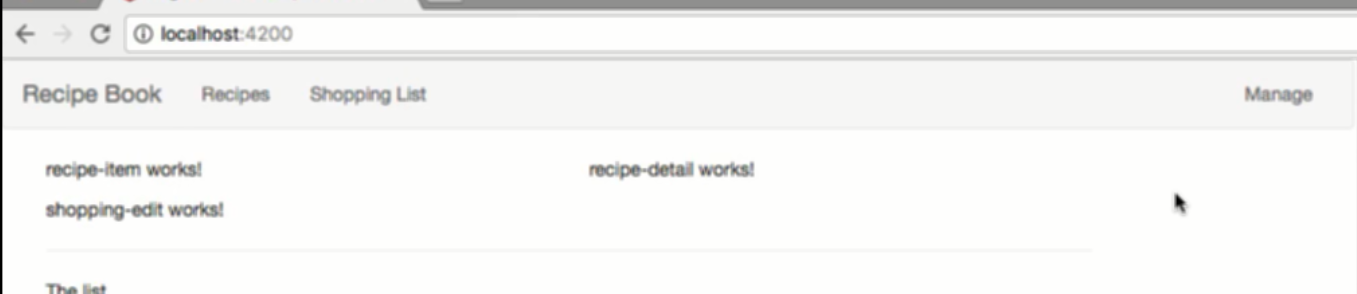 localhost:4200
Recipe Book Recipes Shopping List Manage
recipe-item works! recipe-detail works!
shopping-edit works!
The list